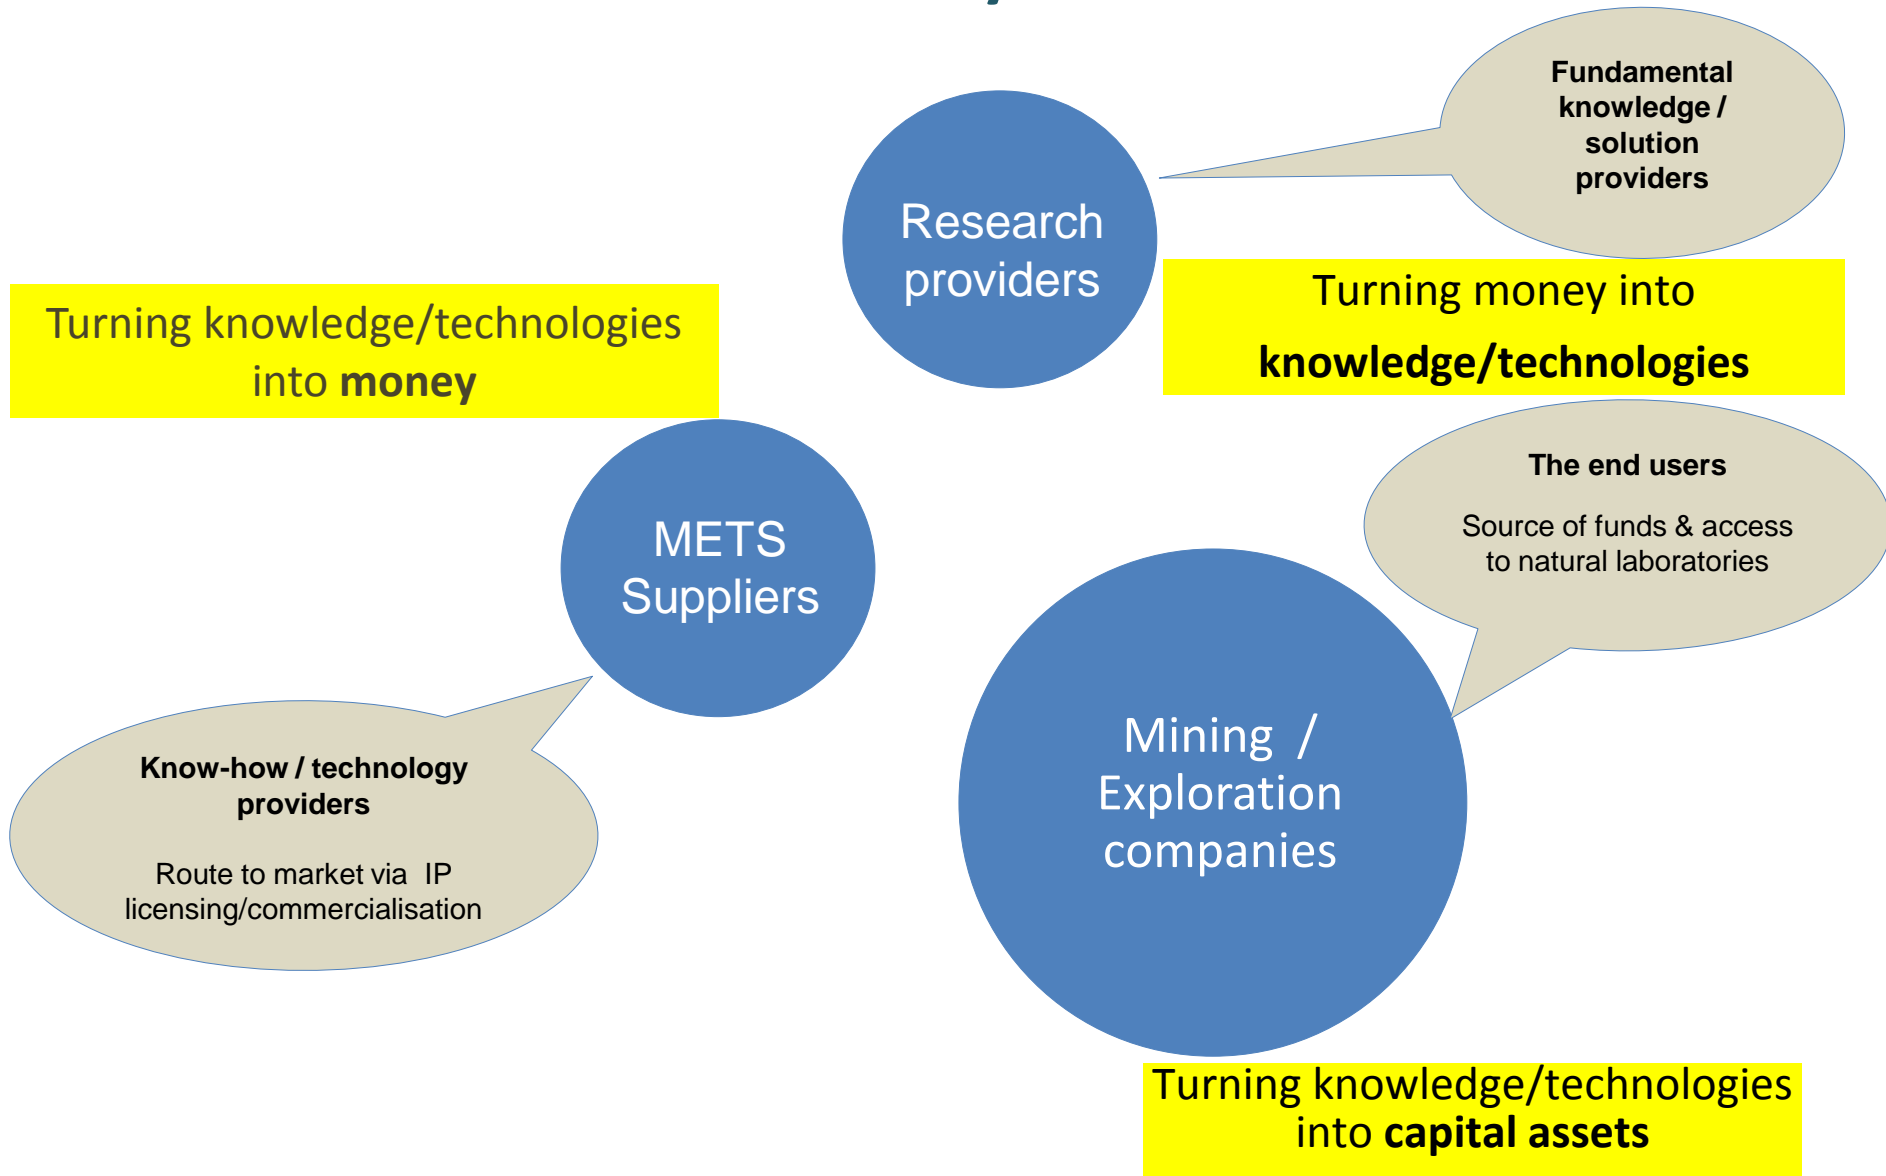 Fundamental
knowledge /
solution
providers
Research
providers
Turning money into
knowledge/technologies
Turning knowledge/technologies
into money
The end users
Source of funds & access
to natural laboratories
METS
Suppliers
Mining / 
Exploration
companies
Know-how / technology
providers
Route to market via IP
licensing/commercialisation
Turning knowledge/technologies
into capital assets